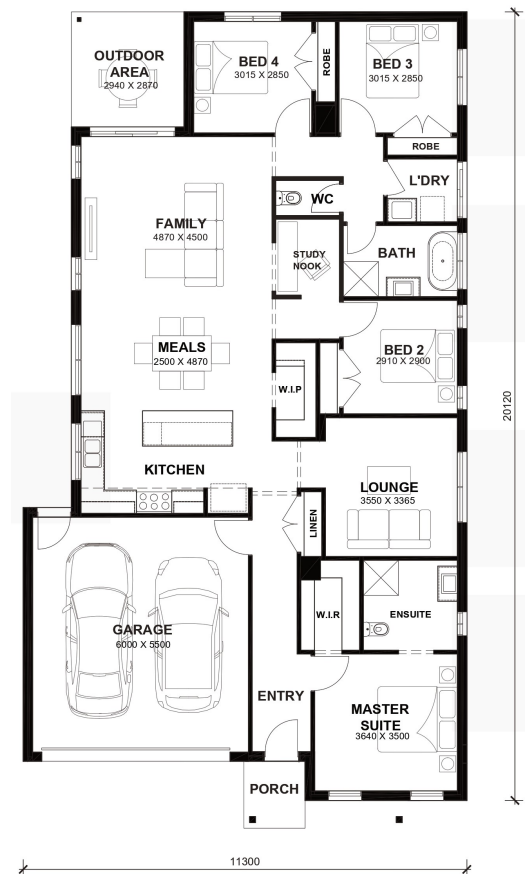 OUTDOOR
AREA
2940 X 2870
BED 4
3015 X 2850
ROBE
BED 3
3015 X 2850
ROBE
L'DRY
WC
FAMILY
4870 X 4500
STUDY
NOOK
BATH
MEALS
2500 X 4870
BED 2
2910 X 2900
W.I.P
20120
KITCHEN
LOUNGE
3550 X 3365
LINEN
GARAGE
6000 X 5500
W.I.R
ENSUITE
ENTRY
MASTER
SUITE
3640 X 3500
PORCH
11300